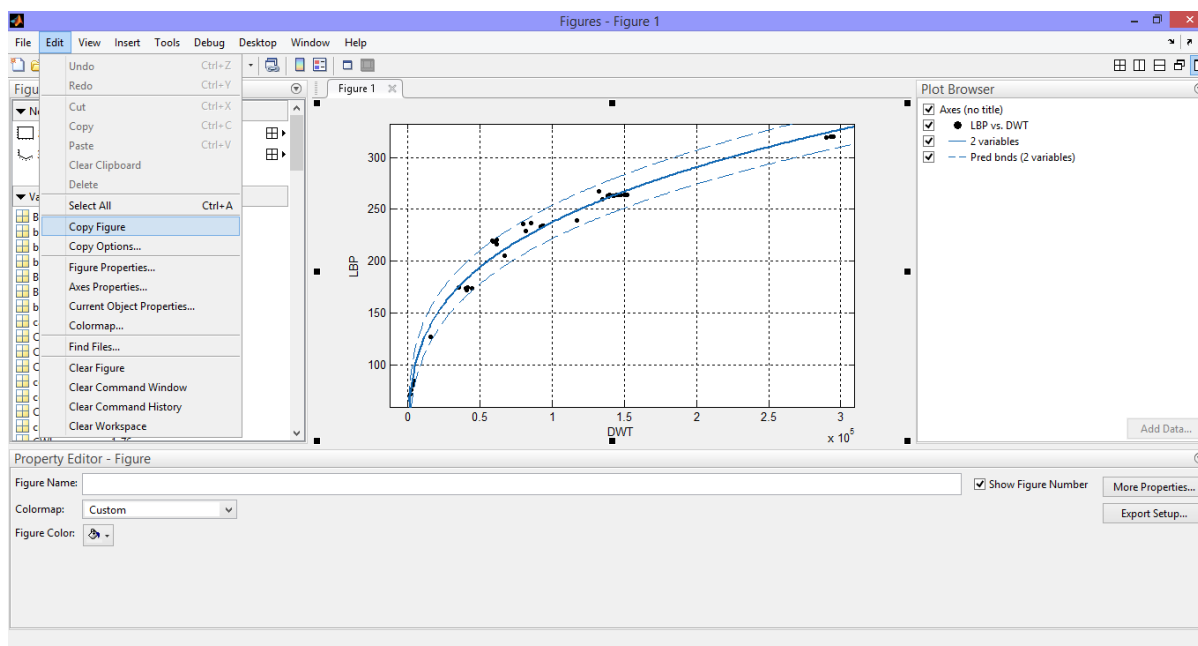 Figures - Figure 1
File Edit View Insert Tools Debug Desktop Window Help
Undo Ctrl+Z
Redo Ctrl+Y
Cut Ctrl+X
Copy Ctrl+C
Paste Ctrl+V
Clear Clipboard
Delete
Select All Ctrl+A
Copy Figure
Copy Options...
Figure Properties...
Axes Properties...
Current Object Properties...
Colormap...
Find Files...
Clear Figure
Clear Command Window
Clear Command History
Clear Workspace
Figure 1
300
250
200
150
100
LBP
0 0.5 1 1.5 2 2.5 3
DWT
x 10^5
Plot Browser
Axes (no title)
LBP vs. DWT
2 variables
Pred bnds (2 variables)
Add Data...
Property Editor - Figure
Figure Name:
Show Figure Number
More Properties...
Colormap: Custom
Export Setup...
Figure Color: